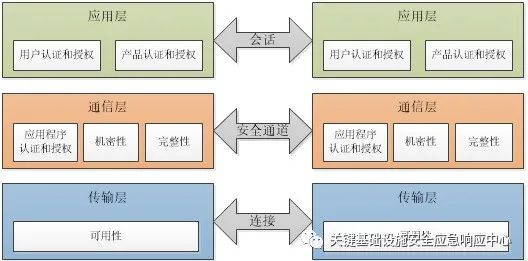 应用层
用户认证和授权
产品认证和授权
会话
应用层
用户认证和授权
产品认证和授权
通信层
应用程序
认证和授权
机密性
完整性
安全通道
通信层
应用程序
认证和授权
机密性
完整性
传输层
可用性
连接
传输层
可用性
关键基础设施安全应急响应中心